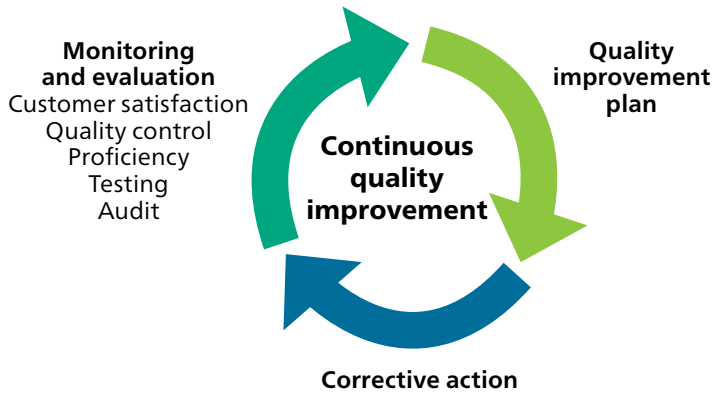 Monitoring
and evaluation
Customer satisfaction
Quality control
Proficiency
Testing
Audit
Continuous
quality
improvement
Quality
improvement
plan
Corrective action